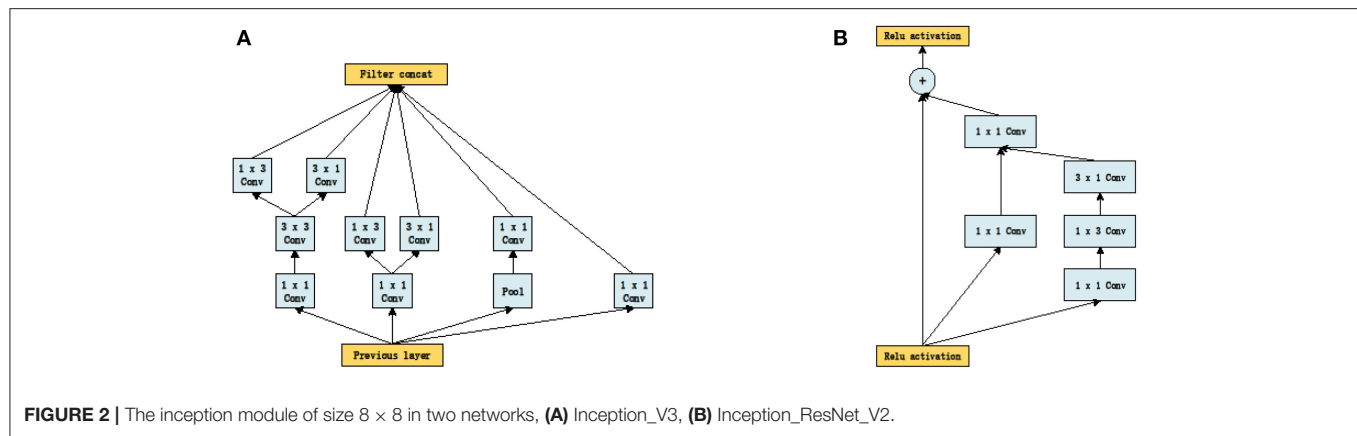 A
Filter concat
1 x 3
Conv
3 x 1
Conv
3 x 3
Conv
1 x 3
Conv
3 x 1
Conv
1 x 1
Conv
1 x 1
Conv
1 x 1
Conv
Pool
1 x 1
Conv
Previous layer
B
Relu activation
+
1 x 1 Conv
3 x 1 Conv
1 x 1 Conv
1 x 3 Conv
1 x 1 Conv
Relu activation
FIGURE 2 | The inception module of size 8 × 8 in two networks, (A) Inception_V3, (B) Inception_ResNet_V2.